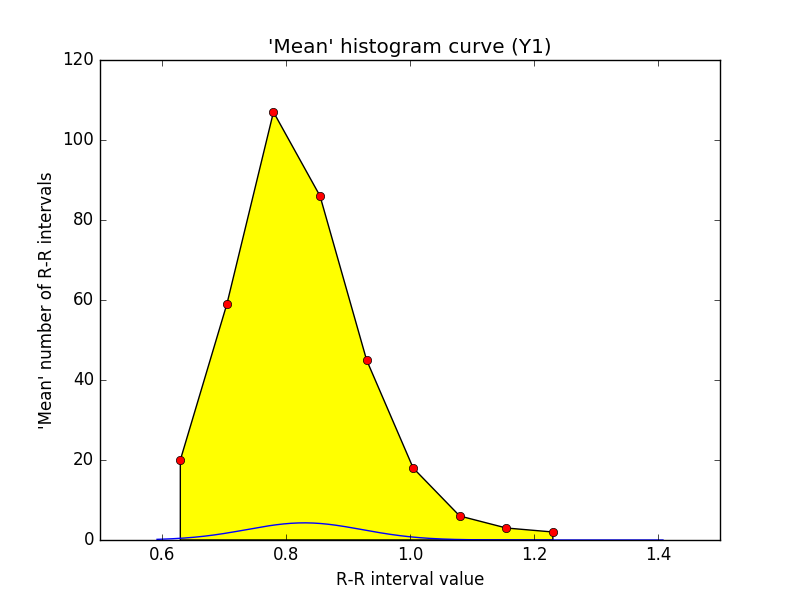 'Mean' histogram curve (Y1)
120
100
80
60
40
20
0
'Mean' number of R-R intervals
0.6 0.8 1.0 1.2 1.4
R-R interval value